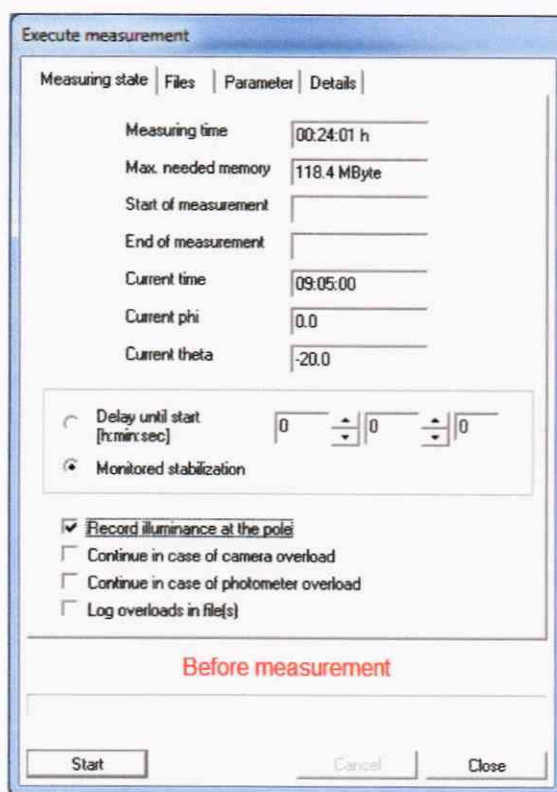 Execute measurement
Measuring state Files Parameter Details
Measuring time 00:24:01 h
Max. needed memory 118.4 MByte
Start of measurement
End of measurement
Current time 09:05:00
Current phi 0.0
Current theta -20.0
Delay until start 0 0 0
[h:min:sec]
Monitored stabilization
Record illuminance at the pole
Continue in case of camera overload
Continue in case of photometer overload
Log overloads in file(s)
Before measurement
Start Cancel Close